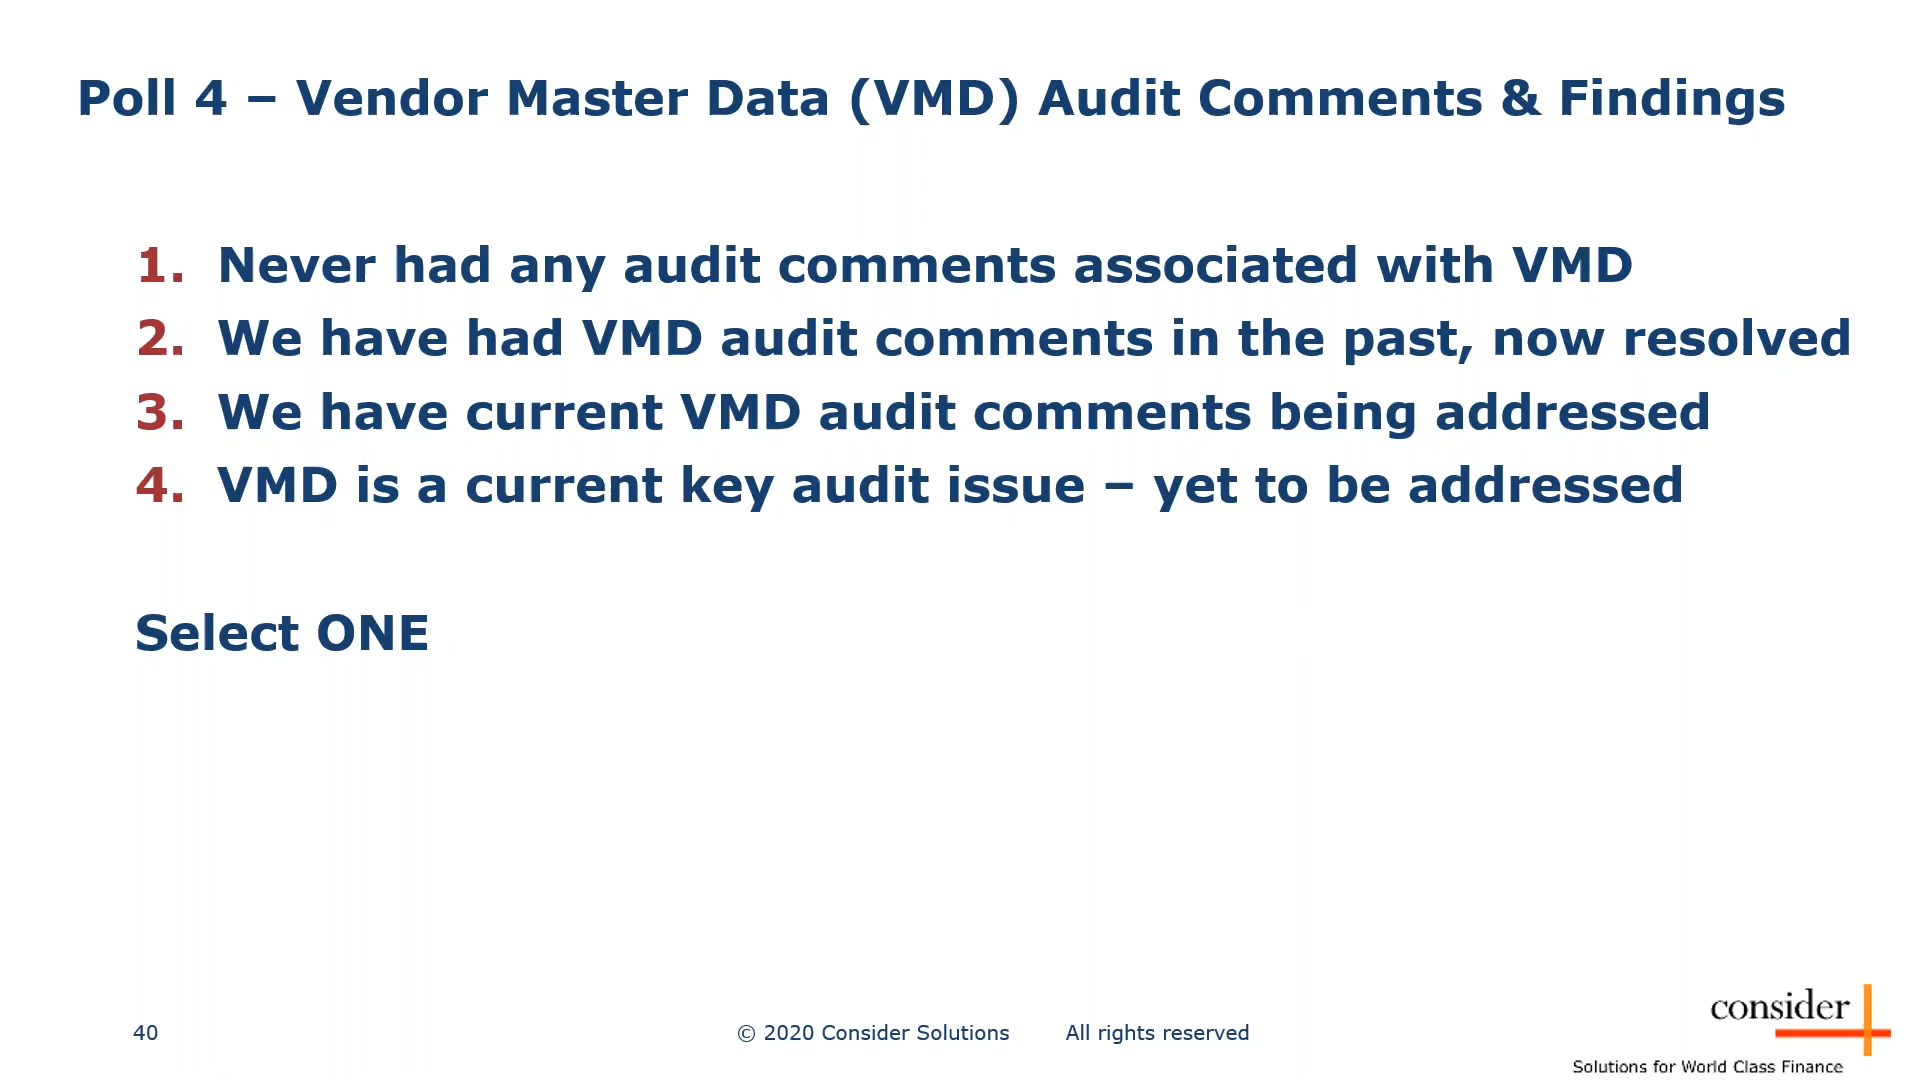 Poll 4 – Vendor Master Data (VMD) Audit Comments & Findings
1. Never had any audit comments associated with VMD
2. We have had VMD audit comments in the past, now resolved
3. We have current VMD audit comments being addressed
4. VMD is a current key audit issue – yet to be addressed
Select ONE
40 © 2020 Consider Solutions All rights reserved
consider
Solutions for World Class Finance